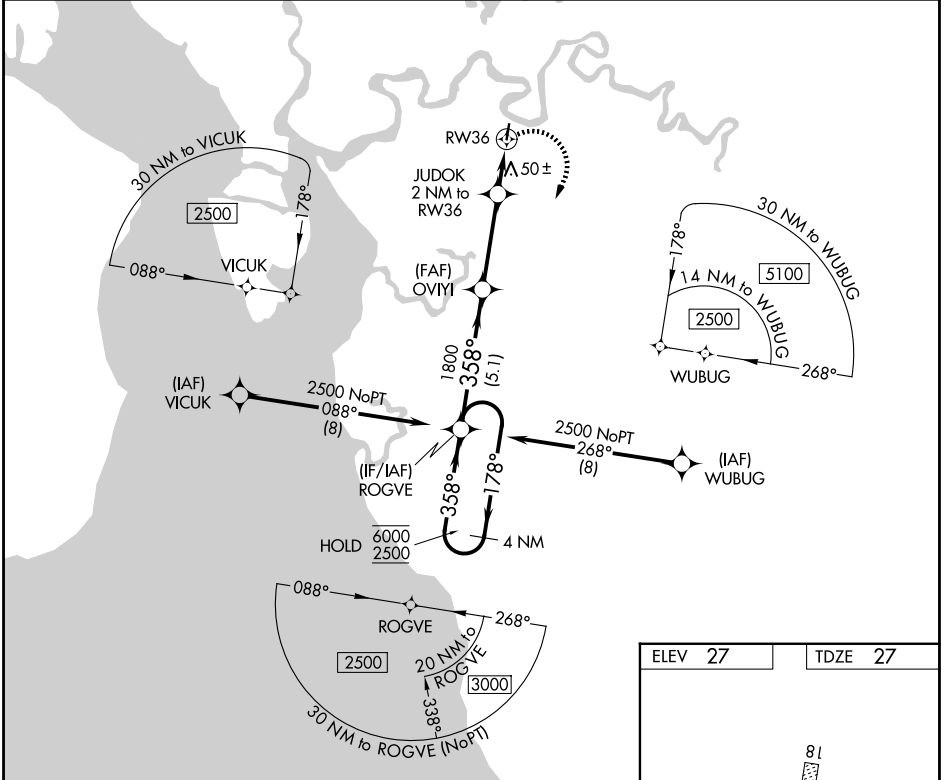 30 NM to VICUK
2500
178°
088°
VICUK
RW36
50 ±
JUDOK
2 NM to
RW36
(FAF)
OVIYI
30 NM to WUBUG
5100
178°
14 NM to WUBUG
2500
268°
WUBUG
1800
358°
(5.1)
(IAF)
VICUK
2500 NoPT
088°
(8)
2500 NoPT
268°
(8)
(IAF)
WUBUG
(IF/IAF)
ROGVE
358°
178°
HOLD
6000
2500
4 NM
088°
ROGVE
268°
2500
20 NM to
ROGVE
3000
338°
30 NM to ROGVE (NoPT)
ELEV 27
TDZE 27
18